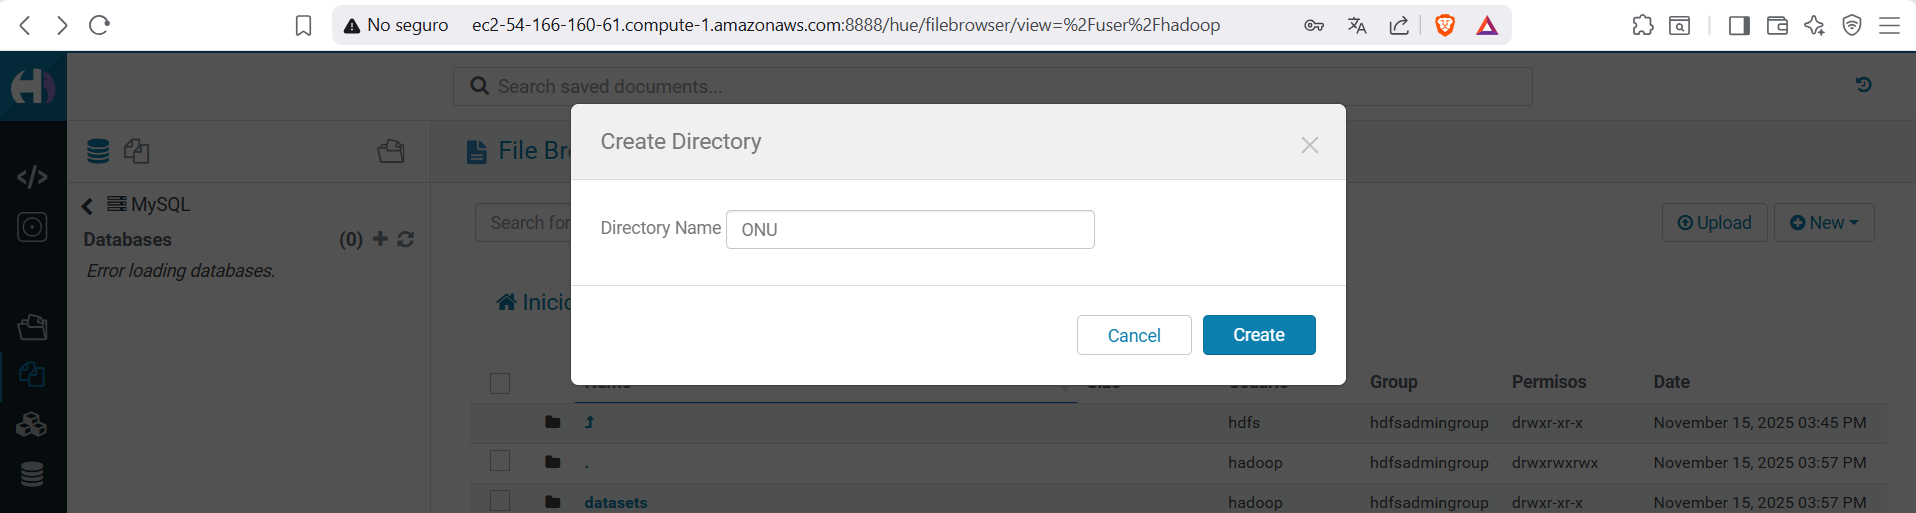 No seguro ec2-54-166-160-61.compute-1.amazonaws.com:8888/hue/filebrowser/view=%2Fuser%2Fhadoop
Search saved documents...
Create Directory
File Br
MySQL
Databases (0)
Error loading databases.
Directory Name ONU
Search for
Upload New
Inicio
Cancel Create
Name Size Usuario Group Permisos Date
hdfs hdfsadmingroup drwxr-xr-x November 15, 2025 03:45 PM
. hadoop hdfsadmingroup drwxrwxrwx November 15, 2025 03:57 PM
datasets hadoop hdfsadmingroup drwxr-xr-x November 15, 2025 03:57 PM